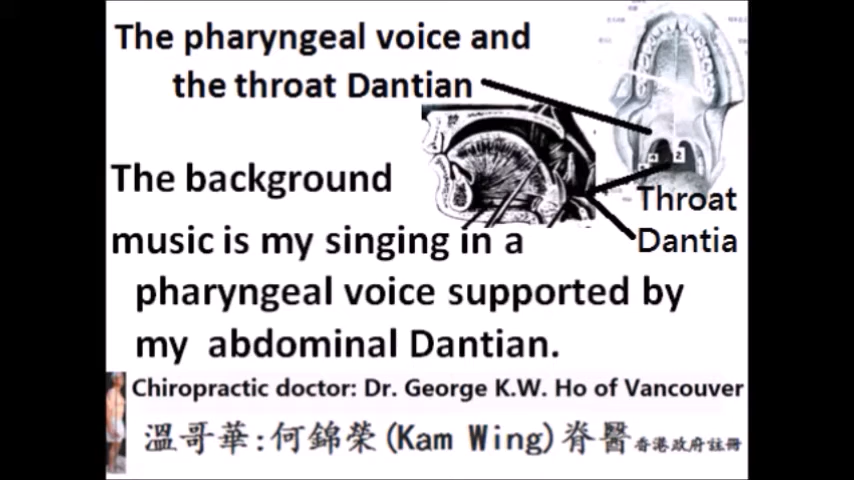 The pharyngeal voice and
the throat Dantian
The background
music is my singing in a
pharyngeal voice supported by
my abdominal Dantian.
Throat
Dantia
4 2
Chiropractic doctor: Dr. George K.W. Ho of Vancouver
溫哥華:何錦榮(Kam Wing)脊醫香港政府註冊